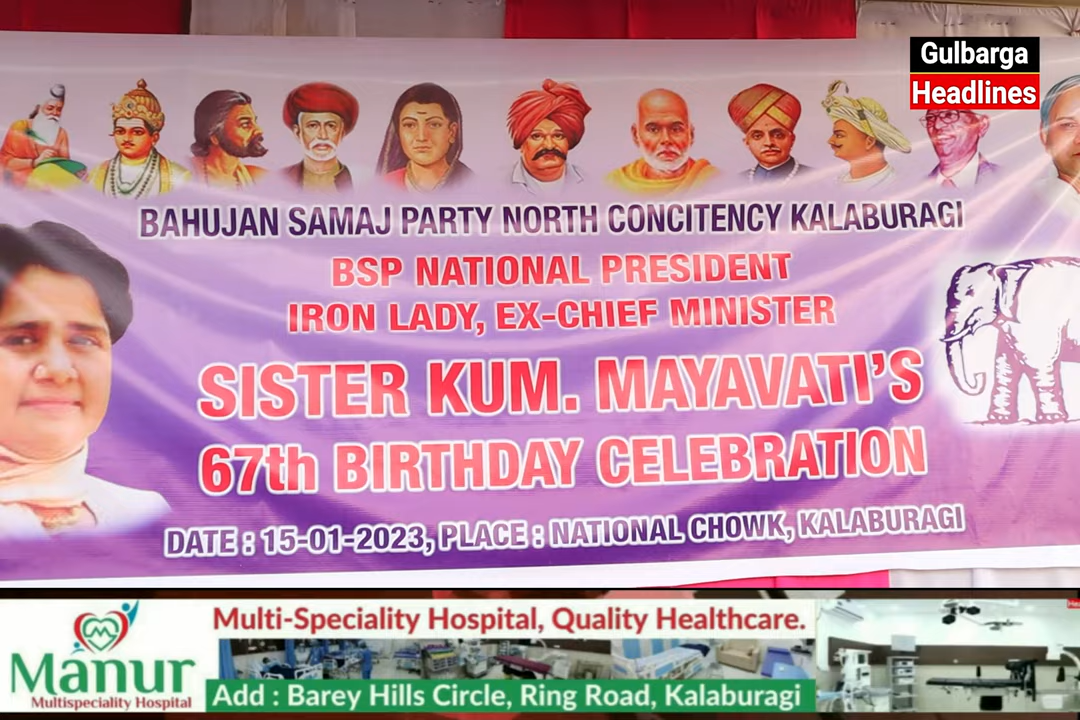 Gulbarga
Headlines
BAHUJAN SAMAJ PARTY NORTH CONCITENCY KALABURAGI
BSP NATIONAL PRESIDENT
IRON LADY, EX-CHIEF MINISTER
SISTER KUM. MAYAVATI'S
67th BIRTHDAY CELEBRATION
DATE : 15-01-2023, PLACE : NATIONAL CHOWK, KALABURAGI
Manur
Multispeciality Hospital
Multi-Speciality Hospital, Quality Healthcare.
Add : Barey Hills Circle, Ring Road, Kalaburagi